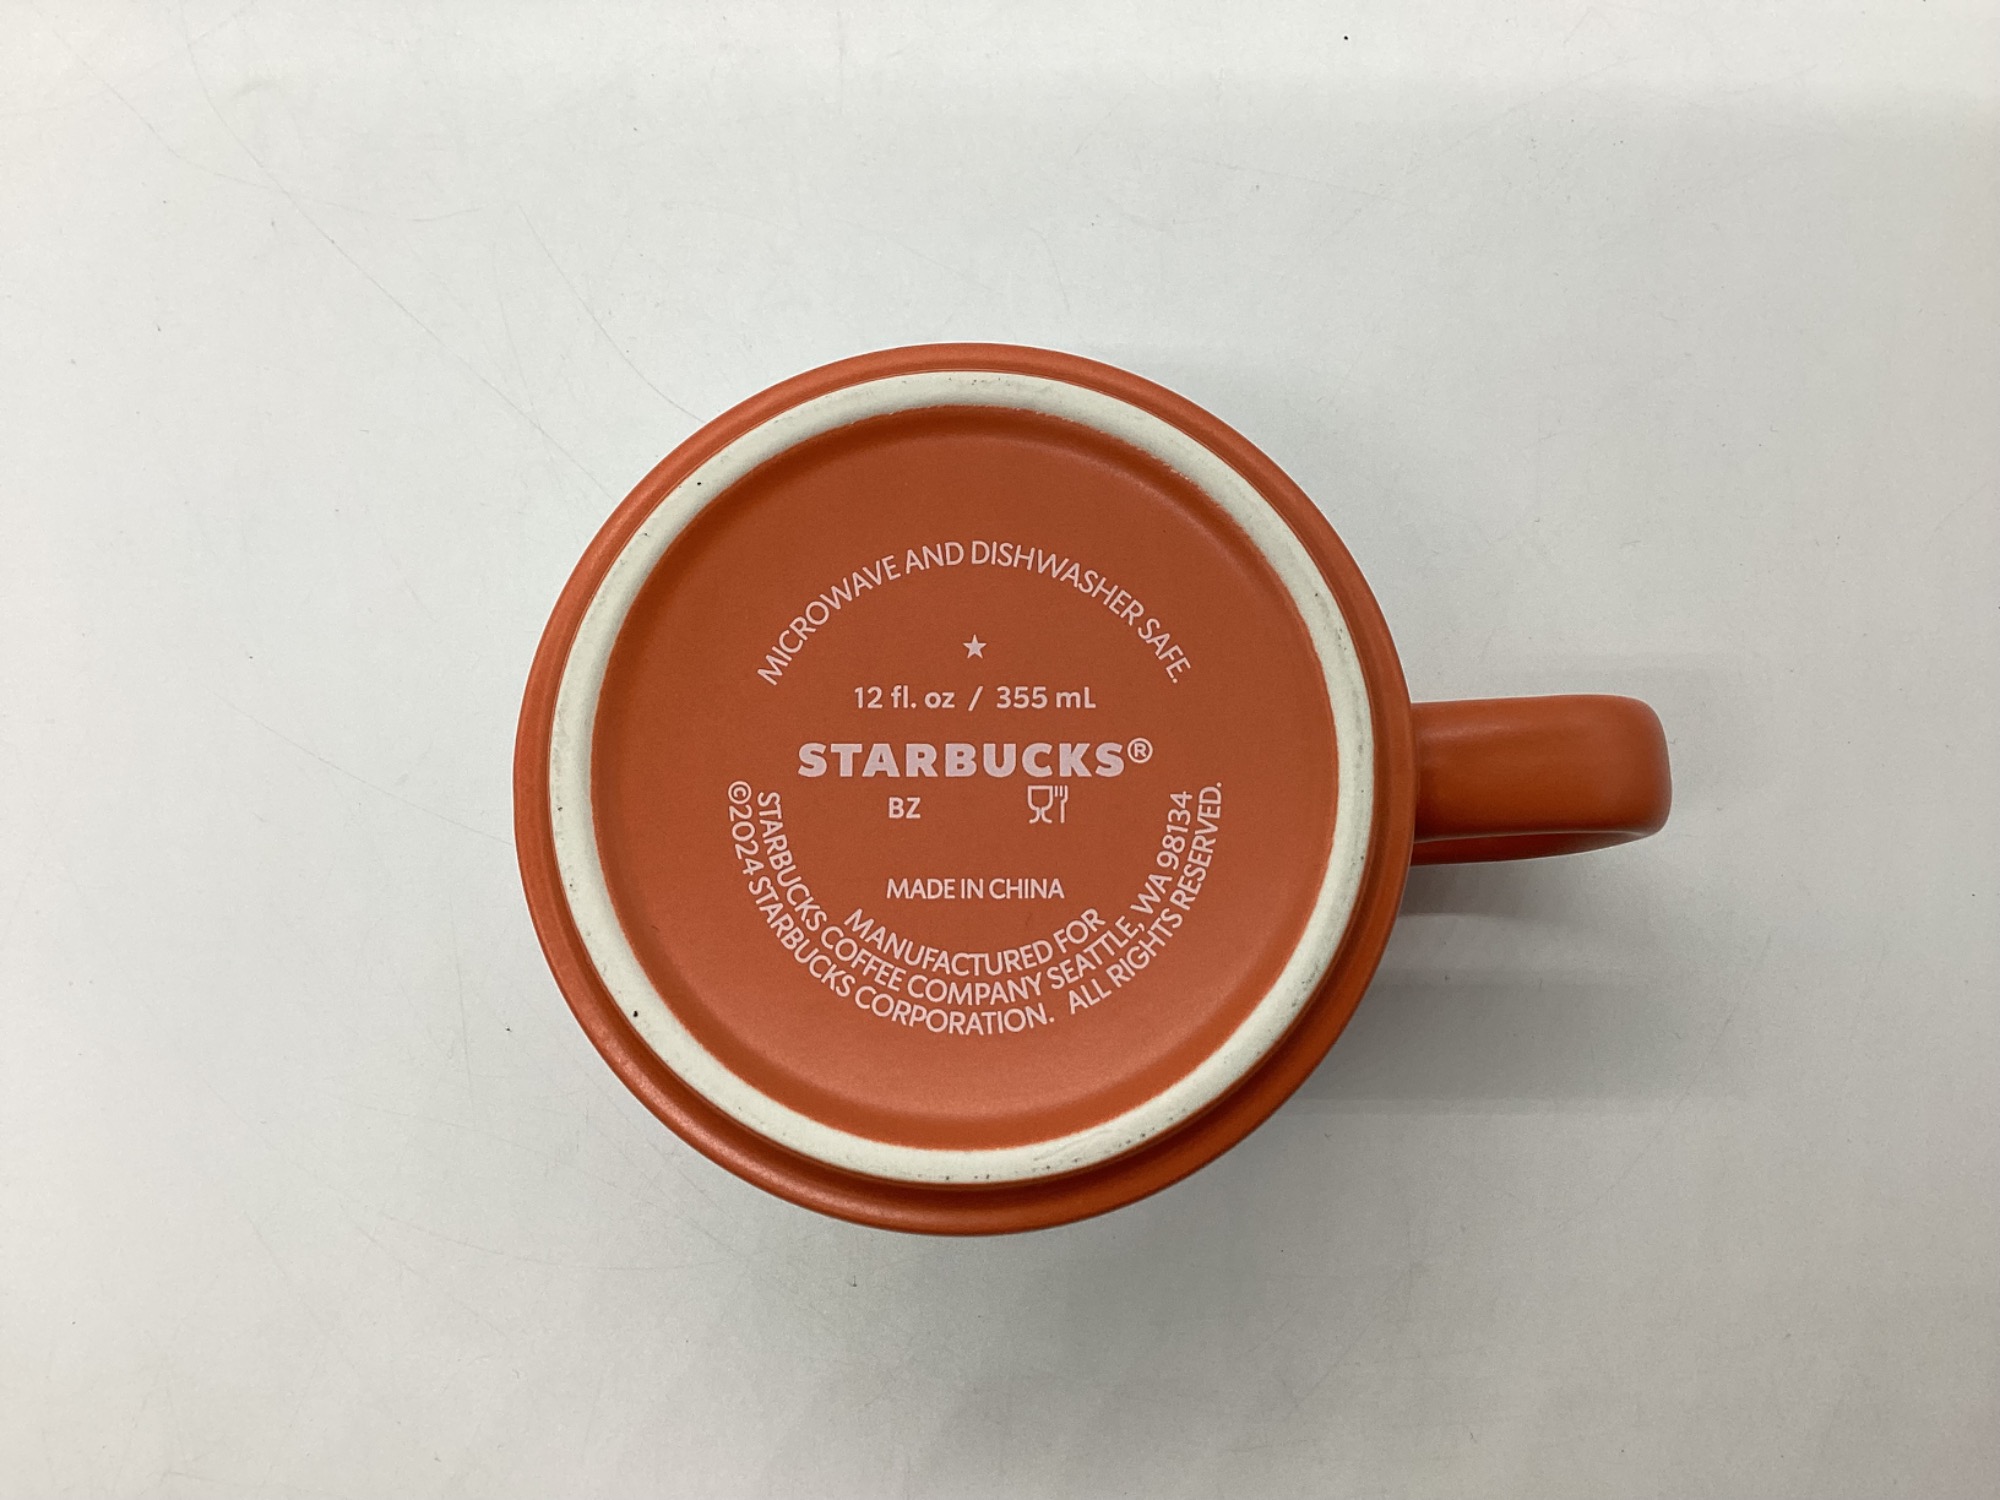 MICROWAVE AND DISHWASHER SAFE.
12 fl. oz / 355 mL
STARBUCKS®
BZ
MADE IN CHINA
MANUFACTURED FOR
STARBUCKS COFFEE COMPANY SEATTLE, WA 98134
©2024 STARBUCKS CORPORATION. ALL RIGHTS RESERVED.